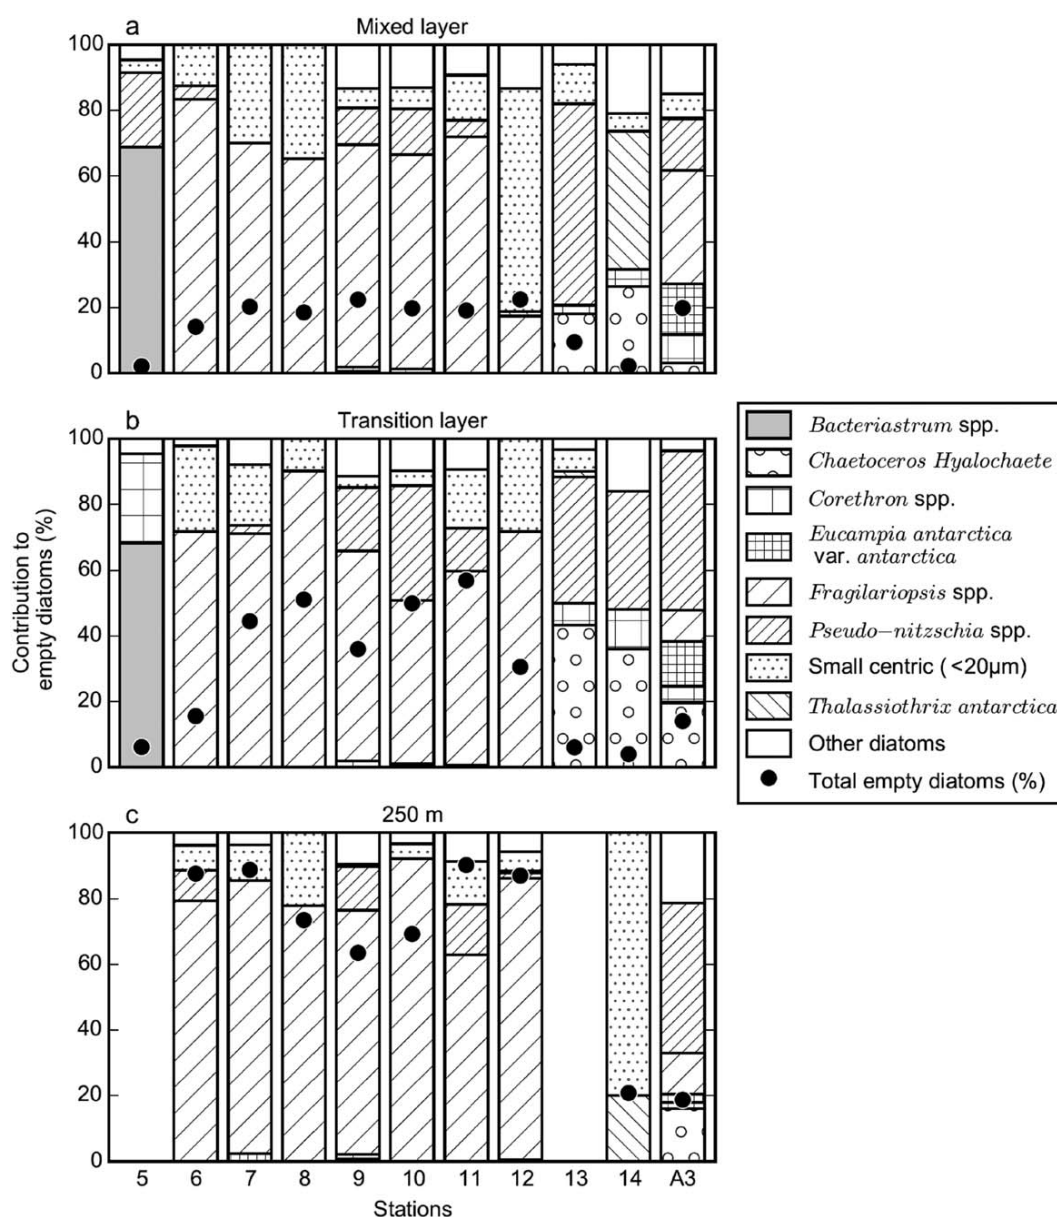 a Mixed layer
100
80
60
40
20
0
b Transition layer
100
80
60
40
20
0
c 250 m
100
80
60
40
20
0
5 6 7 8 9 10 11 12 13 14 A3
Stations
Contribution to
empty diatoms (%)
Bacteriastrum spp.
Chaetoceros Hyalochaete
Corethron spp.
Eucampia antarctica
var. antarctica
Fragilariopsis spp.
Pseudo−nitzschia spp.
Small centric (<20µm)
Thalassiothrix antarctica
Other diatoms
Total empty diatoms (%)